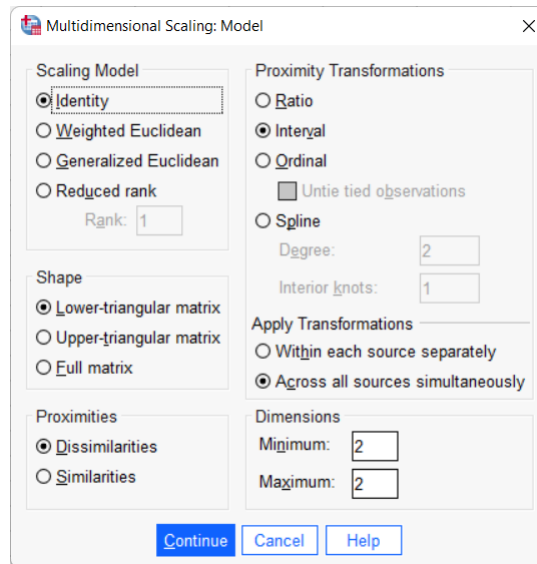 Multidimensional Scaling: Model
Scaling Model
Identity
Weighted Euclidean
Generalized Euclidean
Reduced rank
Rank: 1
Shape
Lower-triangular matrix
Upper-triangular matrix
Full matrix
Proximities
Dissimilarities
Similarities
Proximity Transformations
Ratio
Interval
Ordinal
Untie tied observations
Spline
Degree: 2
Interior knots: 1
Apply Transformations
Within each source separately
Across all sources simultaneously
Dimensions
Minimum: 2
Maximum: 2
Continue Cancel Help